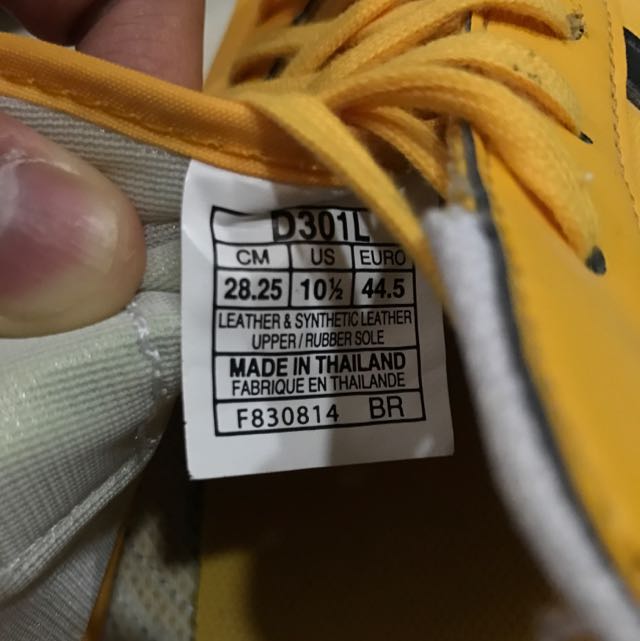 D301L
CM US EURO
28.25 10½ 44.5
LEATHER & SYNTHETIC LEATHER
UPPER / RUBBER SOLE
MADE IN THAILAND
FABRIQUE EN THAILANDE
F830814 BR